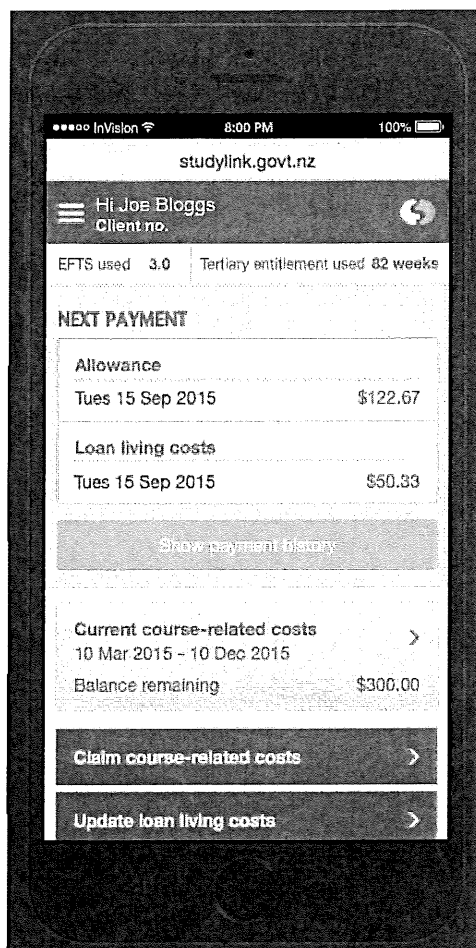 InVision 8:00 PM 100%
studylink.govt.nz
Hi Joe Bloggs
Client no.
EFTS used 3.0 Tertiary entitlement used 82 weeks
NEXT PAYMENT
Allowance
Tues 15 Sep 2015 $122.67
Loan living costs
Tues 15 Sep 2015 $50.33
Show payment history
Current course-related costs
10 Mar 2015 - 10 Dec 2015
Balance remaining $300.00
Claim course-related costs
Update loan living costs